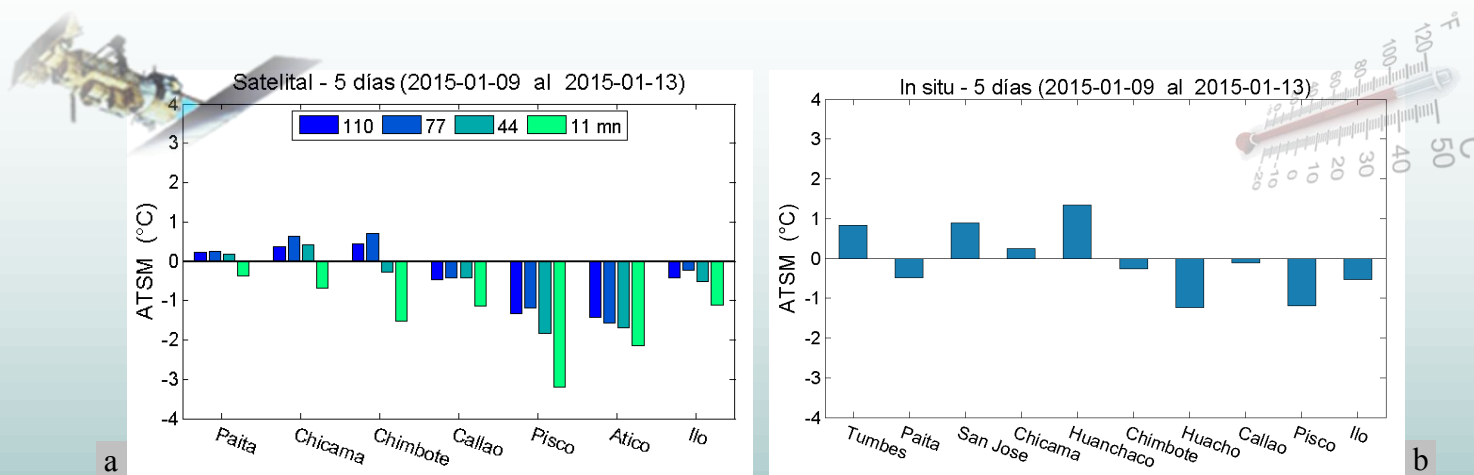 Satelital - 5 días (2015-01-09 al 2015-01-13)
110 77 44 11 mn
ATSM (°C)
4
3
2
1
0
-1
-2
-3
-4
Paita Chicama Chimbote Callao Pisco Atico Ilo
a
In situ - 5 días (2015-01-09 al 2015-01-13)
ATSM (°C)
4
3
2
1
0
-1
-2
-3
-4
Tumbes Paita San Jose Chicama Huanchaco Chimbote Huacho Callao Pisco Ilo
b
°F
120
100
80
60
40
-20 -10 0 10 20 30 40 50
C